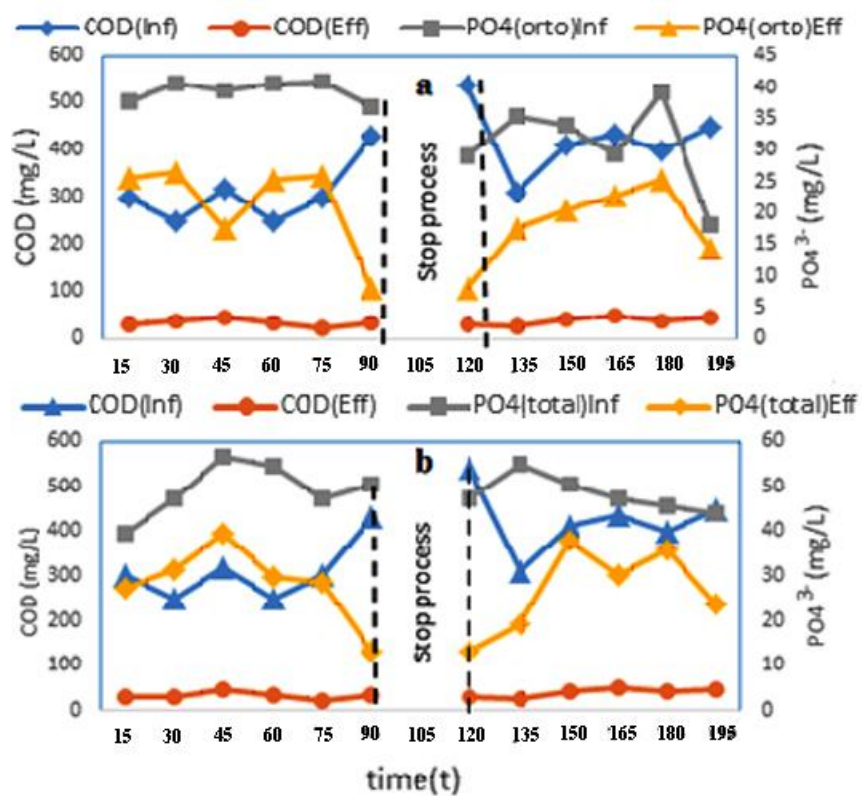 COD(Inf) COD(Eff) PO4(orto)Inf PO4(orto)Eff
600 45
500 40
400 35
300 30
200 25
100 20
0 15
10
5
0
COD (mg/L)
a
Stop process
PO4 3- (mg/L)
15 30 45 60 75 90 105 120 135 150 165 180 195
COD(Inf) COD(Eff) PO4(total)Inf PO4(total)Eff
600 60
500 50
400 40
300 30
200 20
100 10
0 0
COD (mg/L)
b
Stop process
PO4 3- (mg/L)
15 30 45 60 75 90 105 120 135 150 165 180 195
time(t)